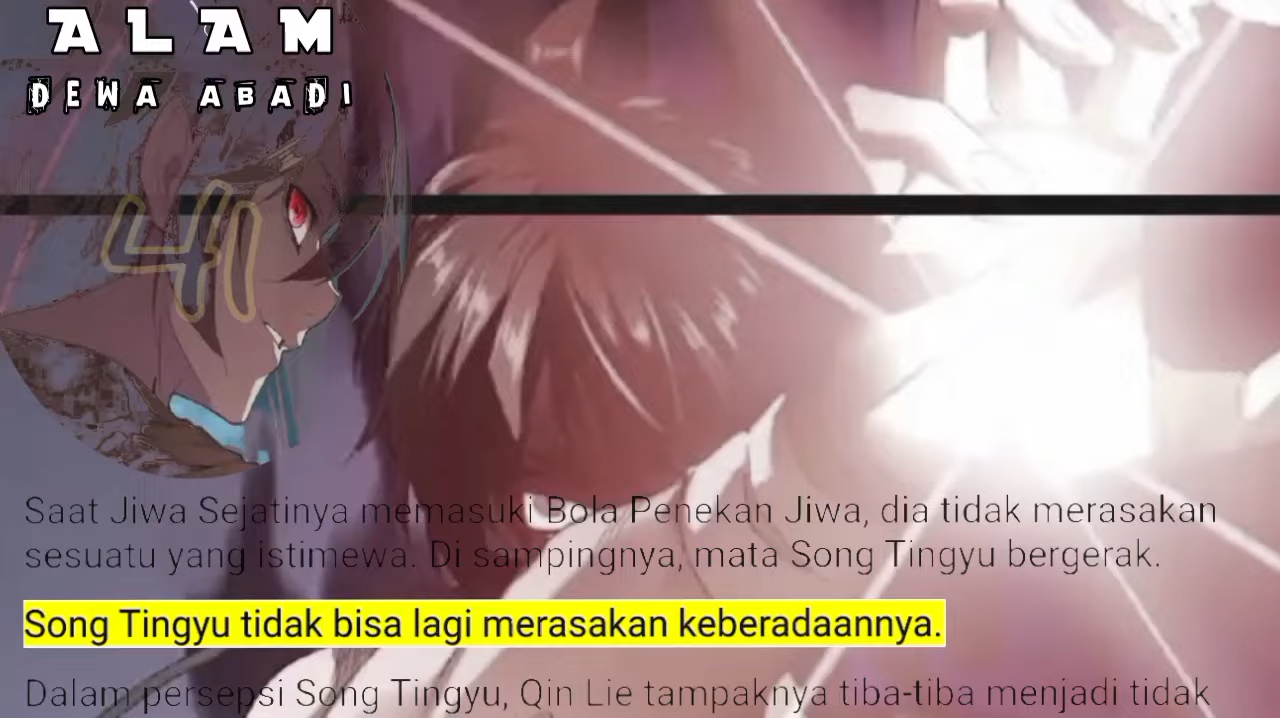 ALAM
DEWA ABADI
41
Saat Jiwa Sejatinya memasuki Bola Penekan Jiwa, dia tidak merasakan
sesuatu yang istimewa. Di sampingnya, mata Song Tingyu bergerak.
Song Tingyu tidak bisa lagi merasakan keberadaannya.
Dalam persepsi Song Tingyu, Qin Lie tampaknya tiba-tiba menjadi tidak